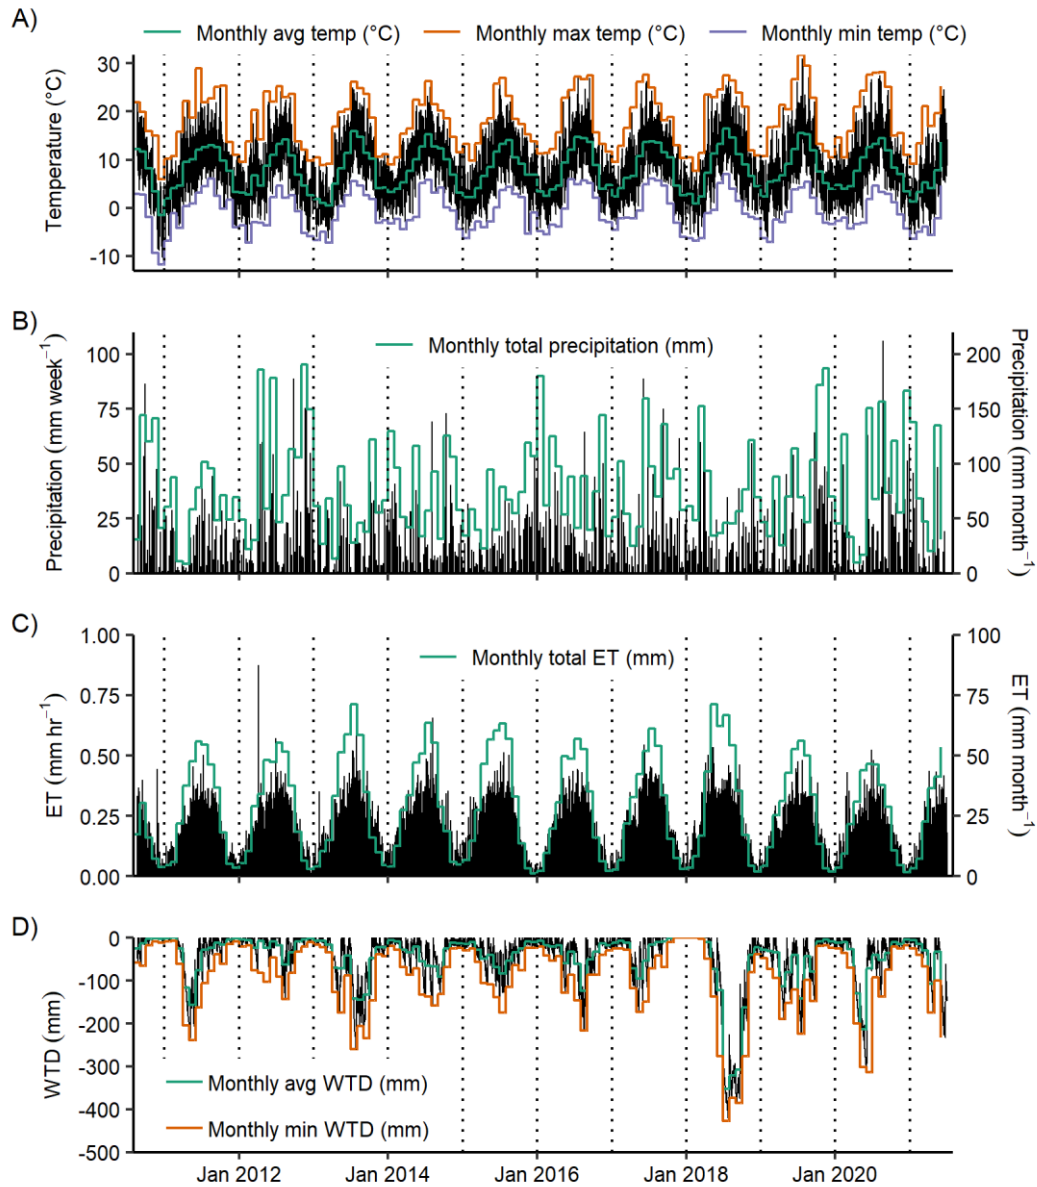 A)
Monthly avg temp (°C) Monthly max temp (°C) Monthly min temp (°C)
Temperature (°C)
30
20
10
0
-10
B)
Monthly total precipitation (mm)
Precipitation (mm week⁻¹)
100
75
50
25
0
Precipitation (mm month⁻¹)
200
150
100
50
0
C)
Monthly total ET (mm)
ET (mm hr⁻¹)
1.00
0.75
0.50
0.25
0.00
ET (mm month⁻¹)
100
75
50
25
0
D)
WTD (mm)
0
-100
-200
-300
-400
-500
Monthly avg WTD (mm)
Monthly min WTD (mm)
Jan 2012 Jan 2014 Jan 2016 Jan 2018 Jan 2020